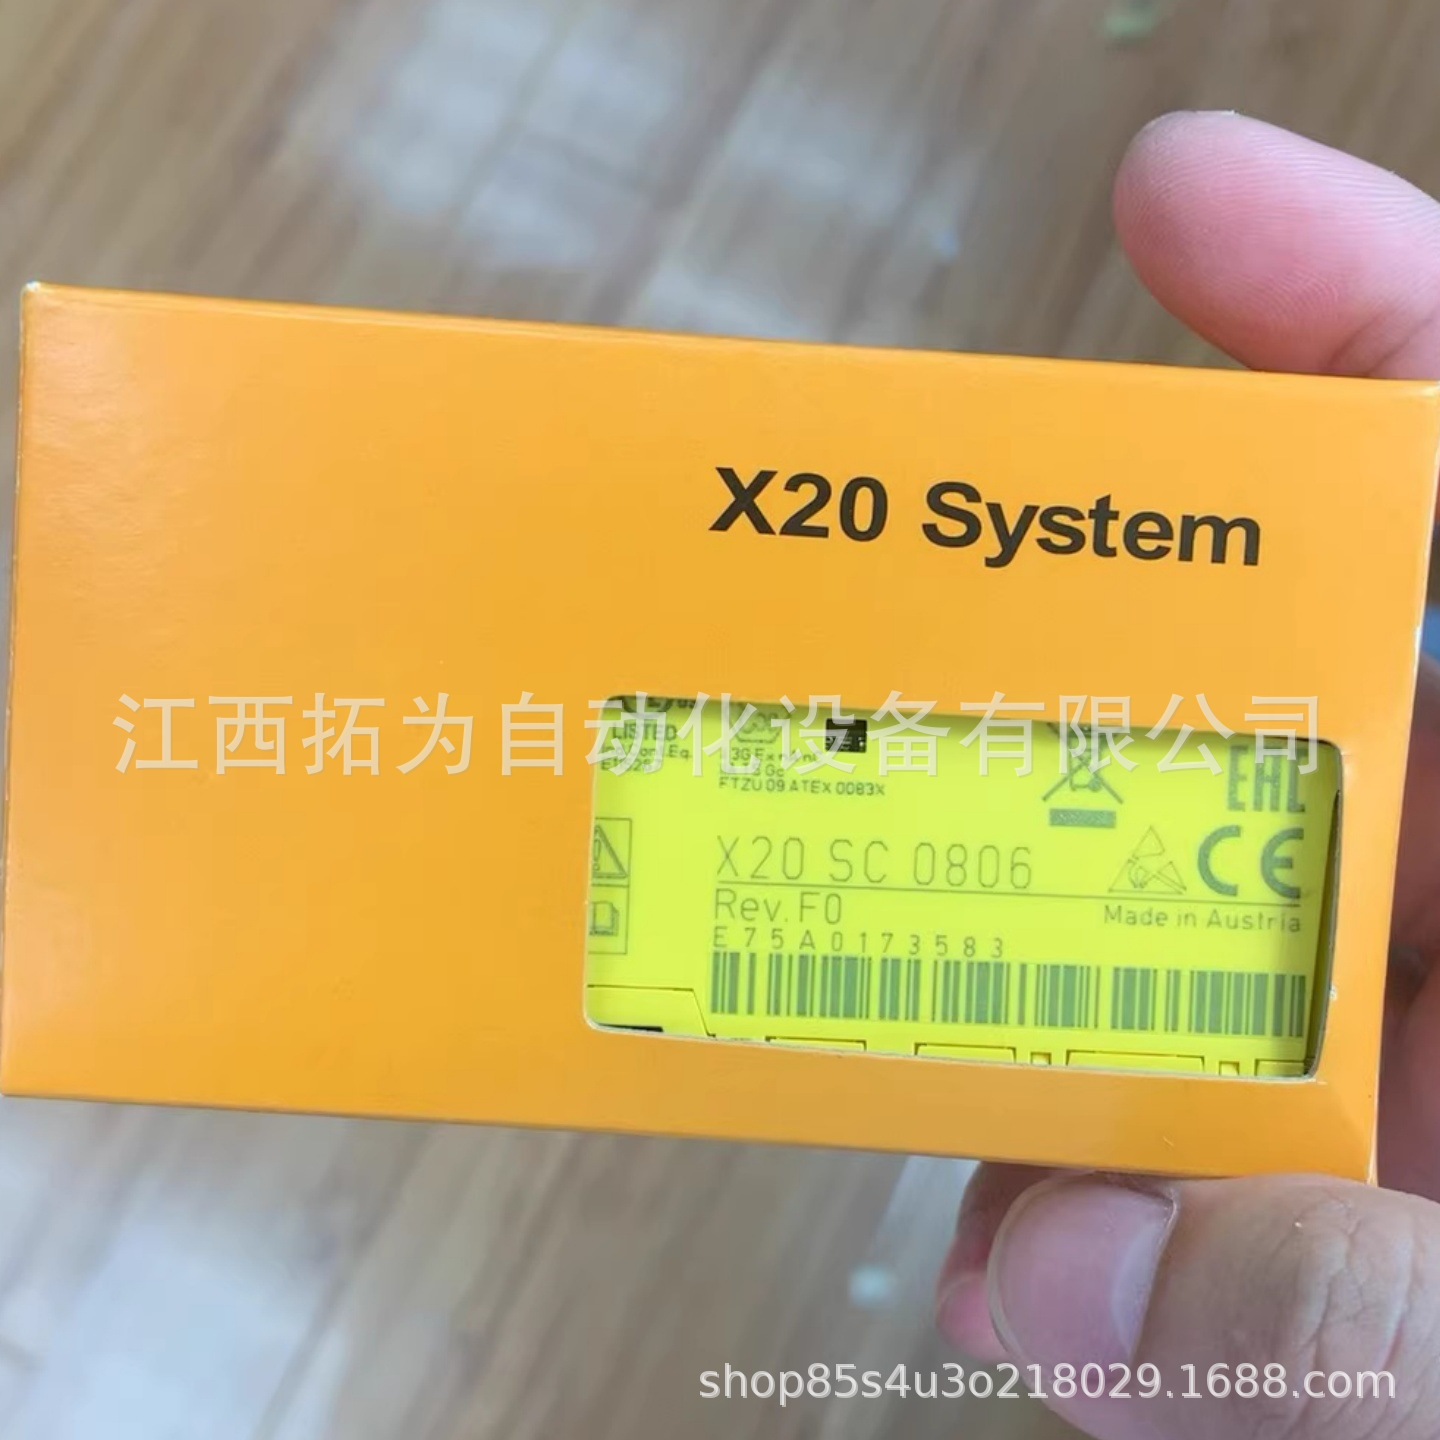 X20 System
江西拓为自动化设备有限公司
LISTED
FTZU 09 ATEX 0083X
EAC
CE
X20 SC 0806
Rev. F0
Made in Austria
E75A0173583
shop85s4u3o218029.1688.com